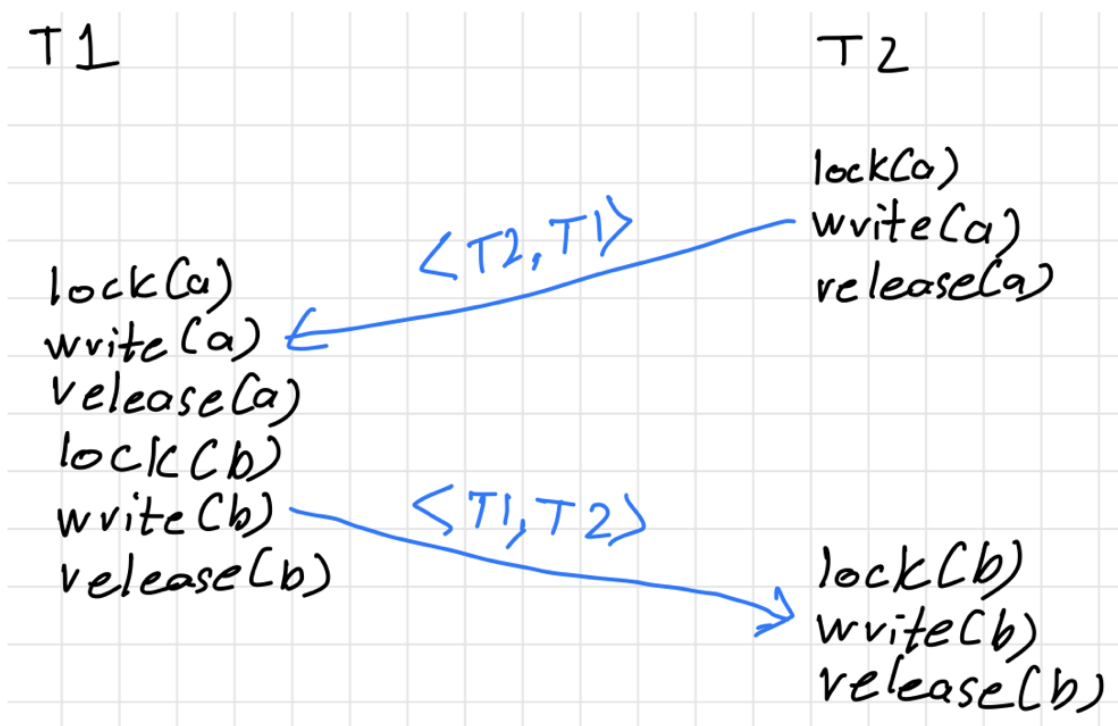 T1
T2
lock(a)
write(a)
release(a)
<T2, T1>
lock(a)
write(a)
release(a)
lock(b)
write(b)
release(b)
<T1, T2>
lock(b)
write(b)
release(b)